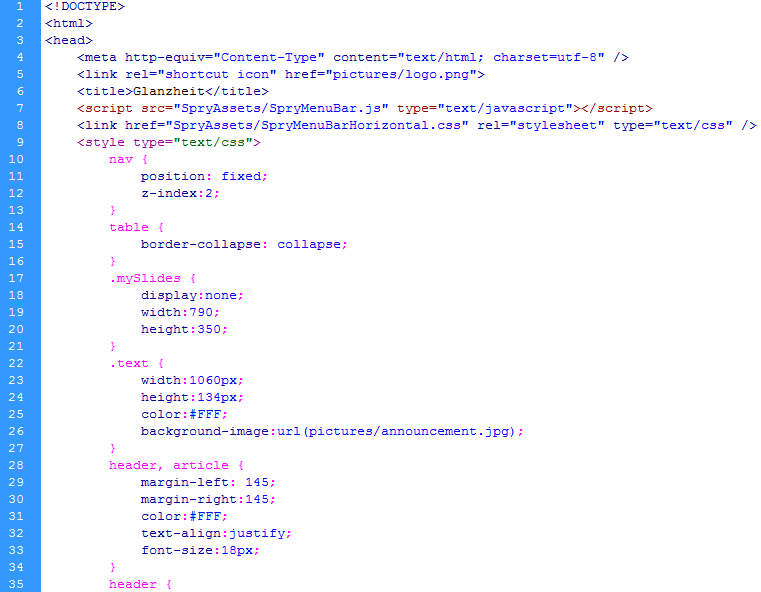 1 <!DOCTYPE>
2 <html>
3 <head>
4     <meta http-equiv="Content-Type" content="text/html; charset=utf-8" />
5     <link rel="shortcut icon" href="pictures/logo.png">
6     <title>Glanzheit</title>
7     <script src="SpryAssets/SpryMenuBar.js" type="text/javascript"></script>
8     <link href="SpryAssets/SpryMenuBarHorizontal.css" rel="stylesheet" type="text/css" />
9     <style type="text/css">
10         nav {
11             position: fixed;
12             z-index:2;
13         }
14         table {
15             border-collapse: collapse;
16         }
17         .mySlides {
18             display:none;
19             width:790;
20             height:350;
21         }
22         .text {
23             width:1060px;
24             height:134px;
25             color:#FFF;
26             background-image:url(pictures/announcement.jpg);
27         }
28         header, article {
29             margin-left: 145;
30             margin-right:145;
31             color:#FFF;
32             text-align:justify;
33             font-size:18px;
34         }
35         header {